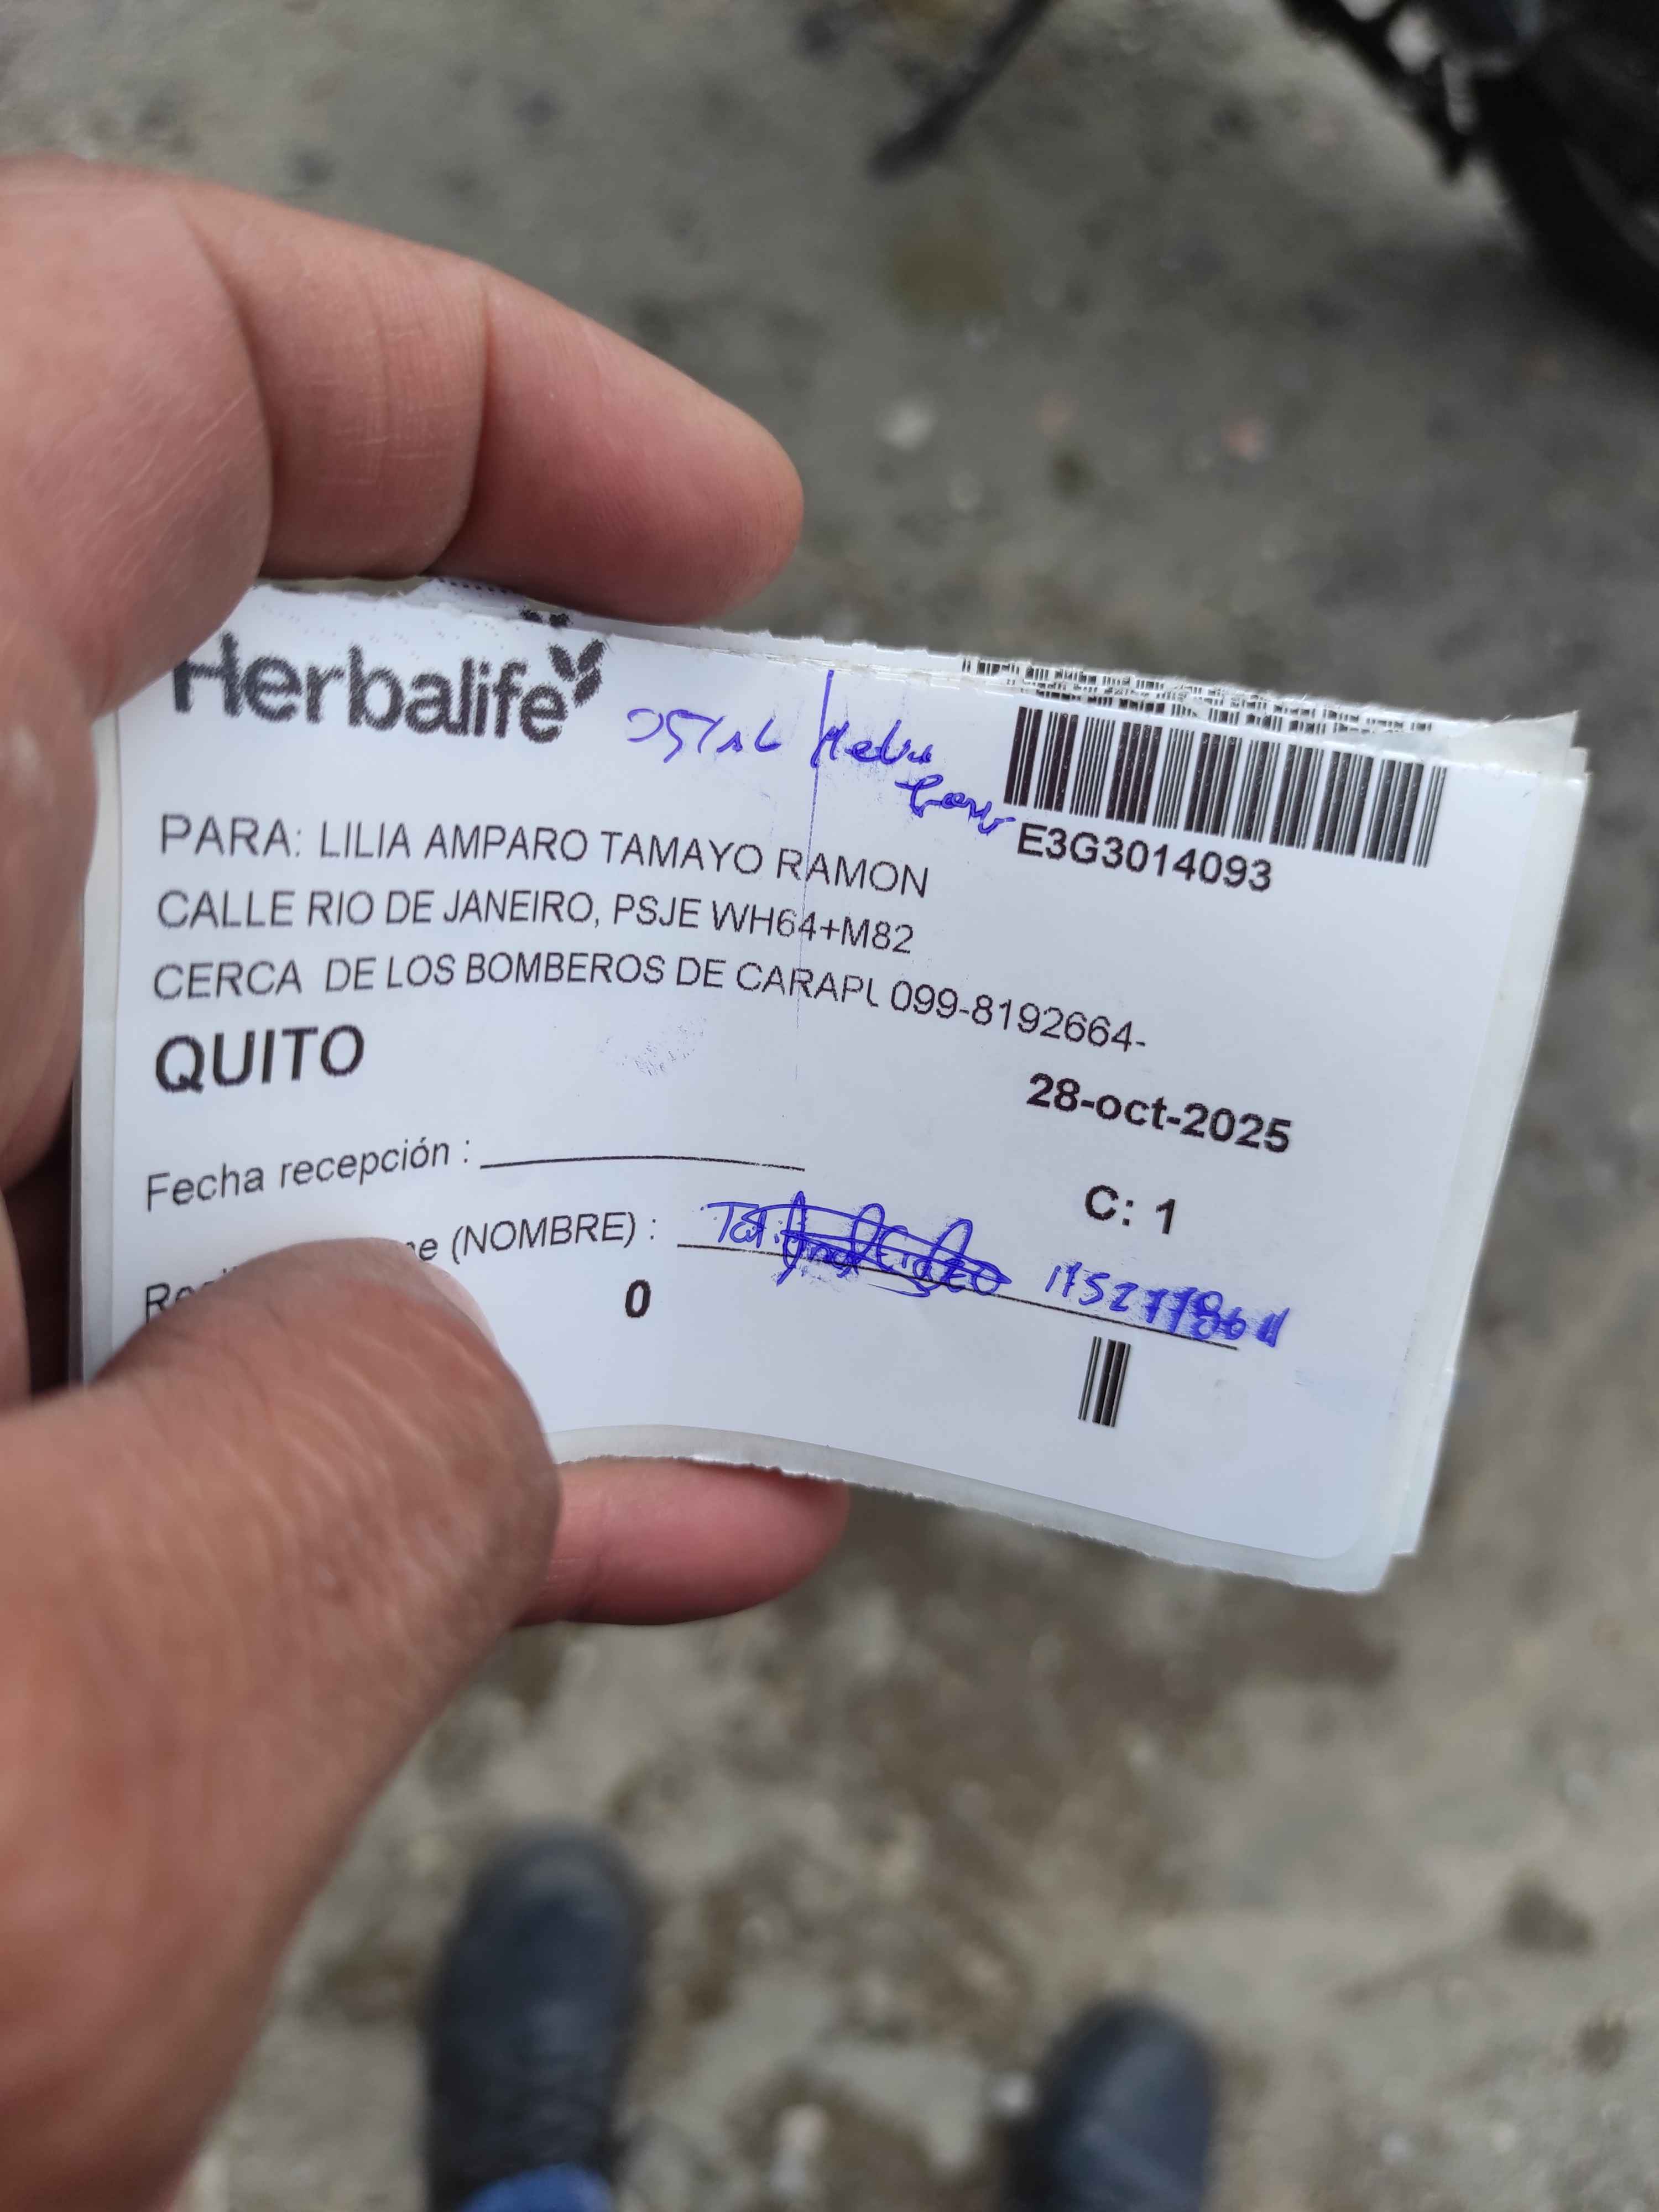 Herbalife
E3G3014093
PARA: LILIA AMPARO TAMAYO RAMON
CALLE RIO DE JANEIRO, PSJE WH64+M82
CERCA DE LOS BOMBEROS DE CARAPU 099-8192664-
QUITO
28-oct-2025
Fecha recepción :
C: 1
(NOMBRE) :
0